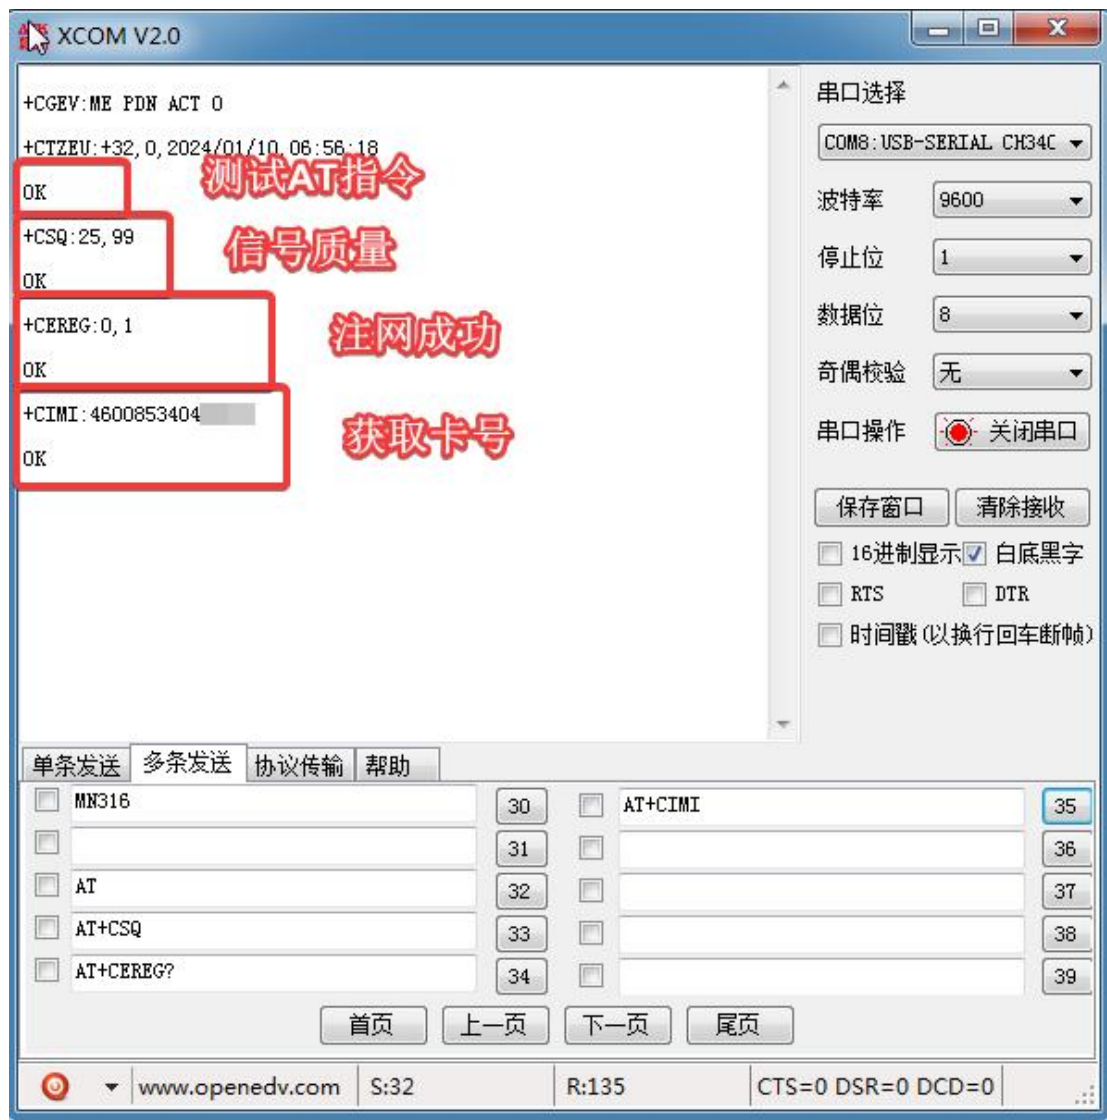 XCOM V2.0
+CGEV:ME PDN ACT 0
+CTZEU:+32,0,2024/01/10,06:56:18
OK
测试AT指令
+CSQ:25,99
OK
信号质量
+CEREG:0,1
OK
注网成功
+CIMI:4600853404
OK
获取卡号
串口选择
COM8:USB-SERIAL CH34C
波特率 9600
停止位 1
数据位 8
奇偶校验 无
串口操作 关闭串口
保存窗口 清除接收
16进制显示 白底黑字
RTS DTR
时间戳(以换行回车断帧)
单条发送 多条发送 协议传输 帮助
MN316 30 AT+CIMI 35
31 36
AT 32 37
AT+CSQ 33 38
AT+CEREG? 34 39
首页 上一页 下一页 尾页
www.openedv.com S:32 R:135 CTS=0 DSR=0 DCD=0